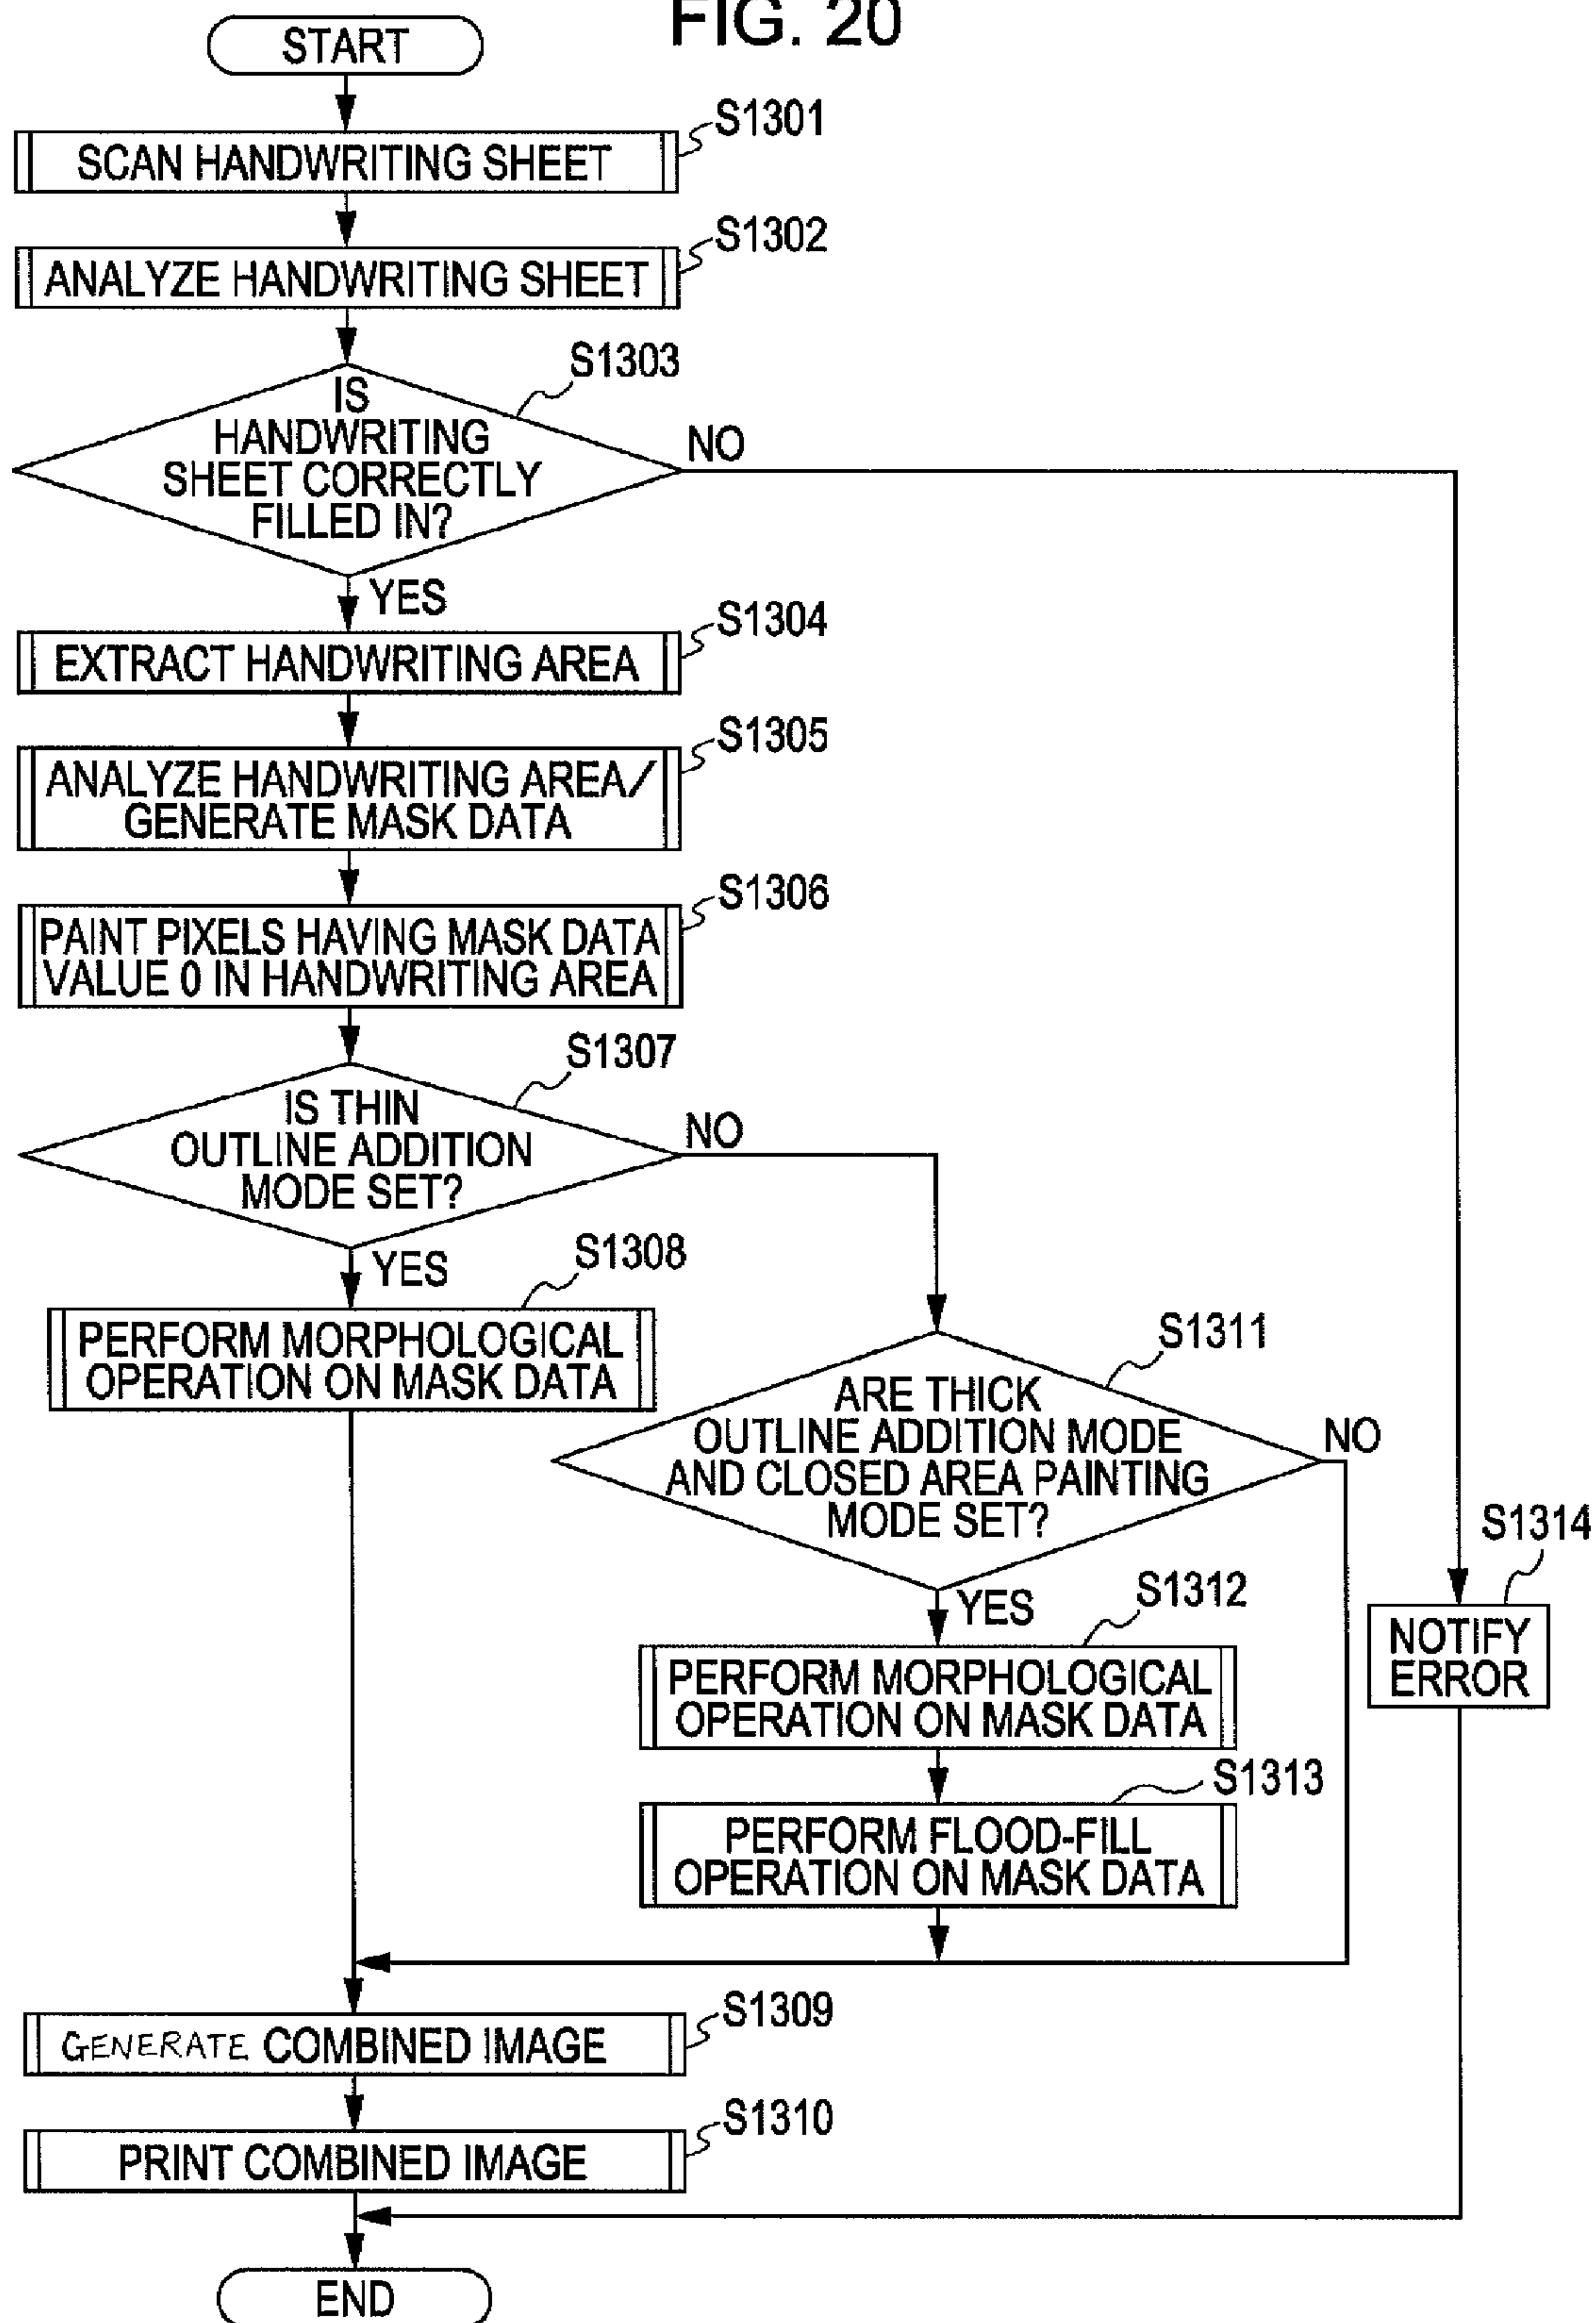 FIG. 20
START
S1301
SCAN HANDWRITING SHEET
S1302
ANALYZE HANDWRITING SHEET
S1303
IS
HANDWRITING
SHEET CORRECTLY
FILLED IN?
NO
YES
S1304
EXTRACT HANDWRITING AREA
S1305
ANALYZE HANDWRITING AREA/
GENERATE MASK DATA
S1306
PAINT PIXELS HAVING MASK DATA
VALUE 0 IN HANDWRITING AREA
S1307
IS THIN
OUTLINE ADDITION
MODE SET?
NO
YES
S1308
PERFORM MORPHOLOGICAL
OPERATION ON MASK DATA
S1311
ARE THICK
OUTLINE ADDITION MODE
AND CLOSED AREA PAINTING
MODE SET?
NO
YES
S1312
PERFORM MORPHOLOGICAL
OPERATION ON MASK DATA
S1313
PERFORM FLOOD-FILL
OPERATION ON MASK DATA
S1314
NOTIFY
ERROR
S1309
GENERATE COMBINED IMAGE
S1310
PRINT COMBINED IMAGE
END